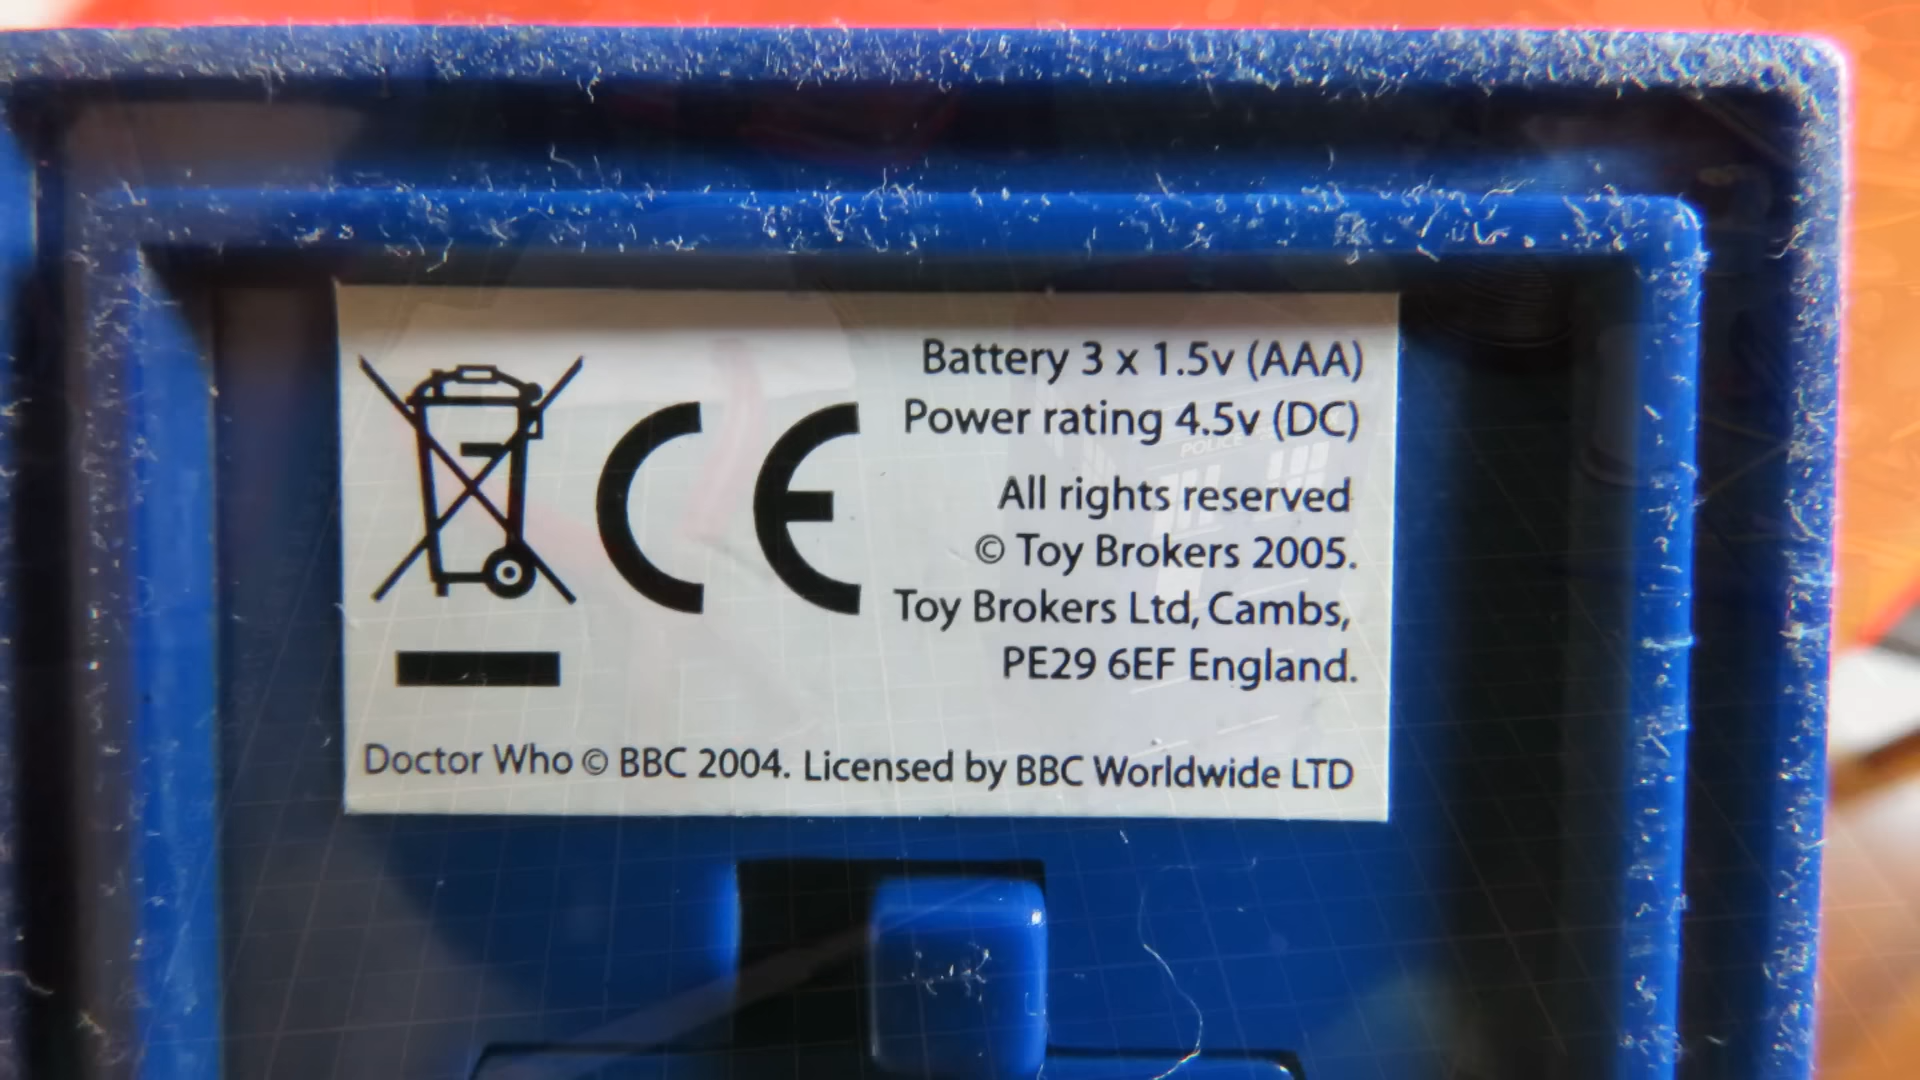 Battery 3 x 1.5v (AAA)
Power rating 4.5v (DC)
All rights reserved
© Toy Brokers 2005.
Toy Brokers Ltd, Cambs,
PE29 6EF England.
CE
Doctor Who © BBC 2004. Licensed by BBC Worldwide LTD
POLICE